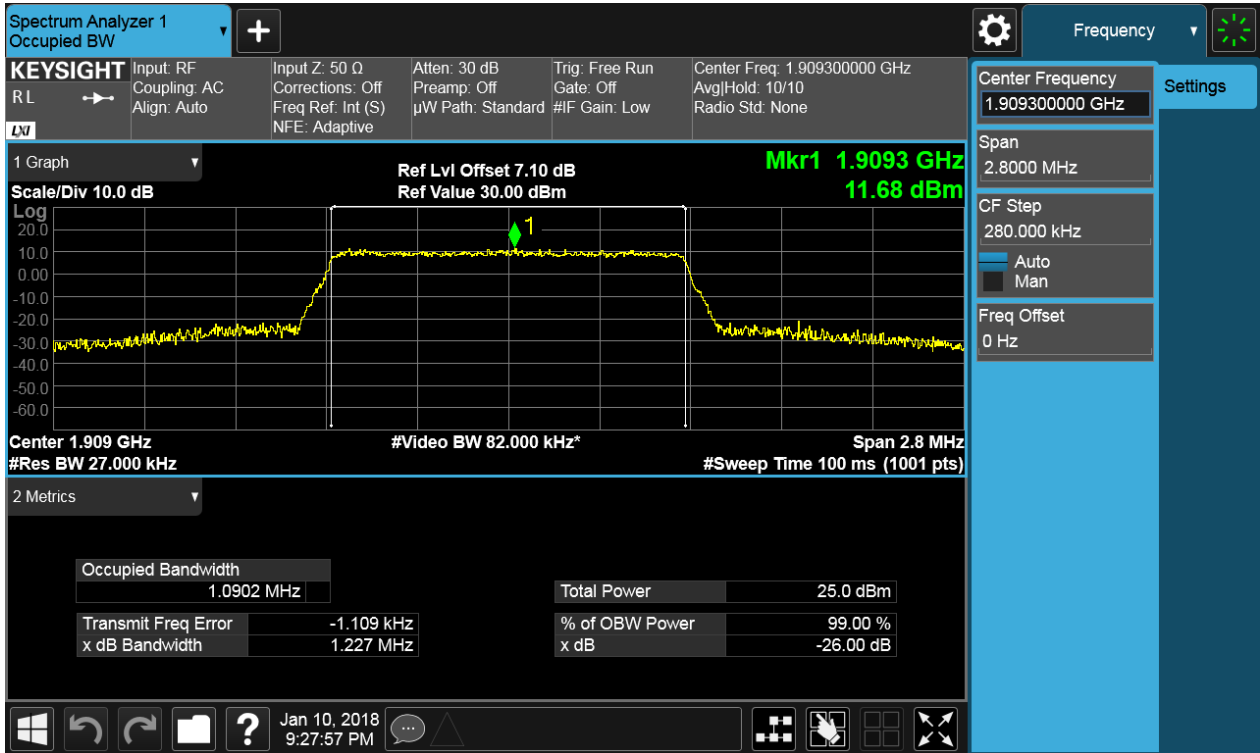 Spectrum Analyzer 1
Occupied BW
+
Frequency
KEYSIGHT Input: RF Input Z: 50 Ω Atten: 30 dB Trig: Free Run Center Freq: 1.909300000 GHz
RL Coupling: AC Corrections: Off Preamp: Off Gate: Off Avg|Hold: 10/10
Align: Auto Freq Ref: Int (S) µW Path: Standard #IF Gain: Low Radio Std: None
LXI NFE: Adaptive
Center Frequency
1.909300000 GHz
Settings
Span
2.8000 MHz
CF Step
280.000 kHz
Auto
Man
Freq Offset
0 Hz
1 Graph
Ref Lvl Offset 7.10 dB
Mkr1 1.9093 GHz
Scale/Div 10.0 dB
Ref Value 30.00 dBm
11.68 dBm
Log
1
20.0
10.0
0.00
-10.0
-20.0
-30.0
-40.0
-50.0
-60.0
Center 1.909 GHz #Video BW 82.000 kHz* Span 2.8 MHz
#Res BW 27.000 kHz #Sweep Time 100 ms (1001 pts)
2 Metrics
Occupied Bandwidth
1.0902 MHz
Total Power 25.0 dBm
Transmit Freq Error -1.109 kHz
% of OBW Power 99.00 %
x dB Bandwidth 1.227 MHz
x dB -26.00 dB
?
Jan 10, 2018
9:27:57 PM